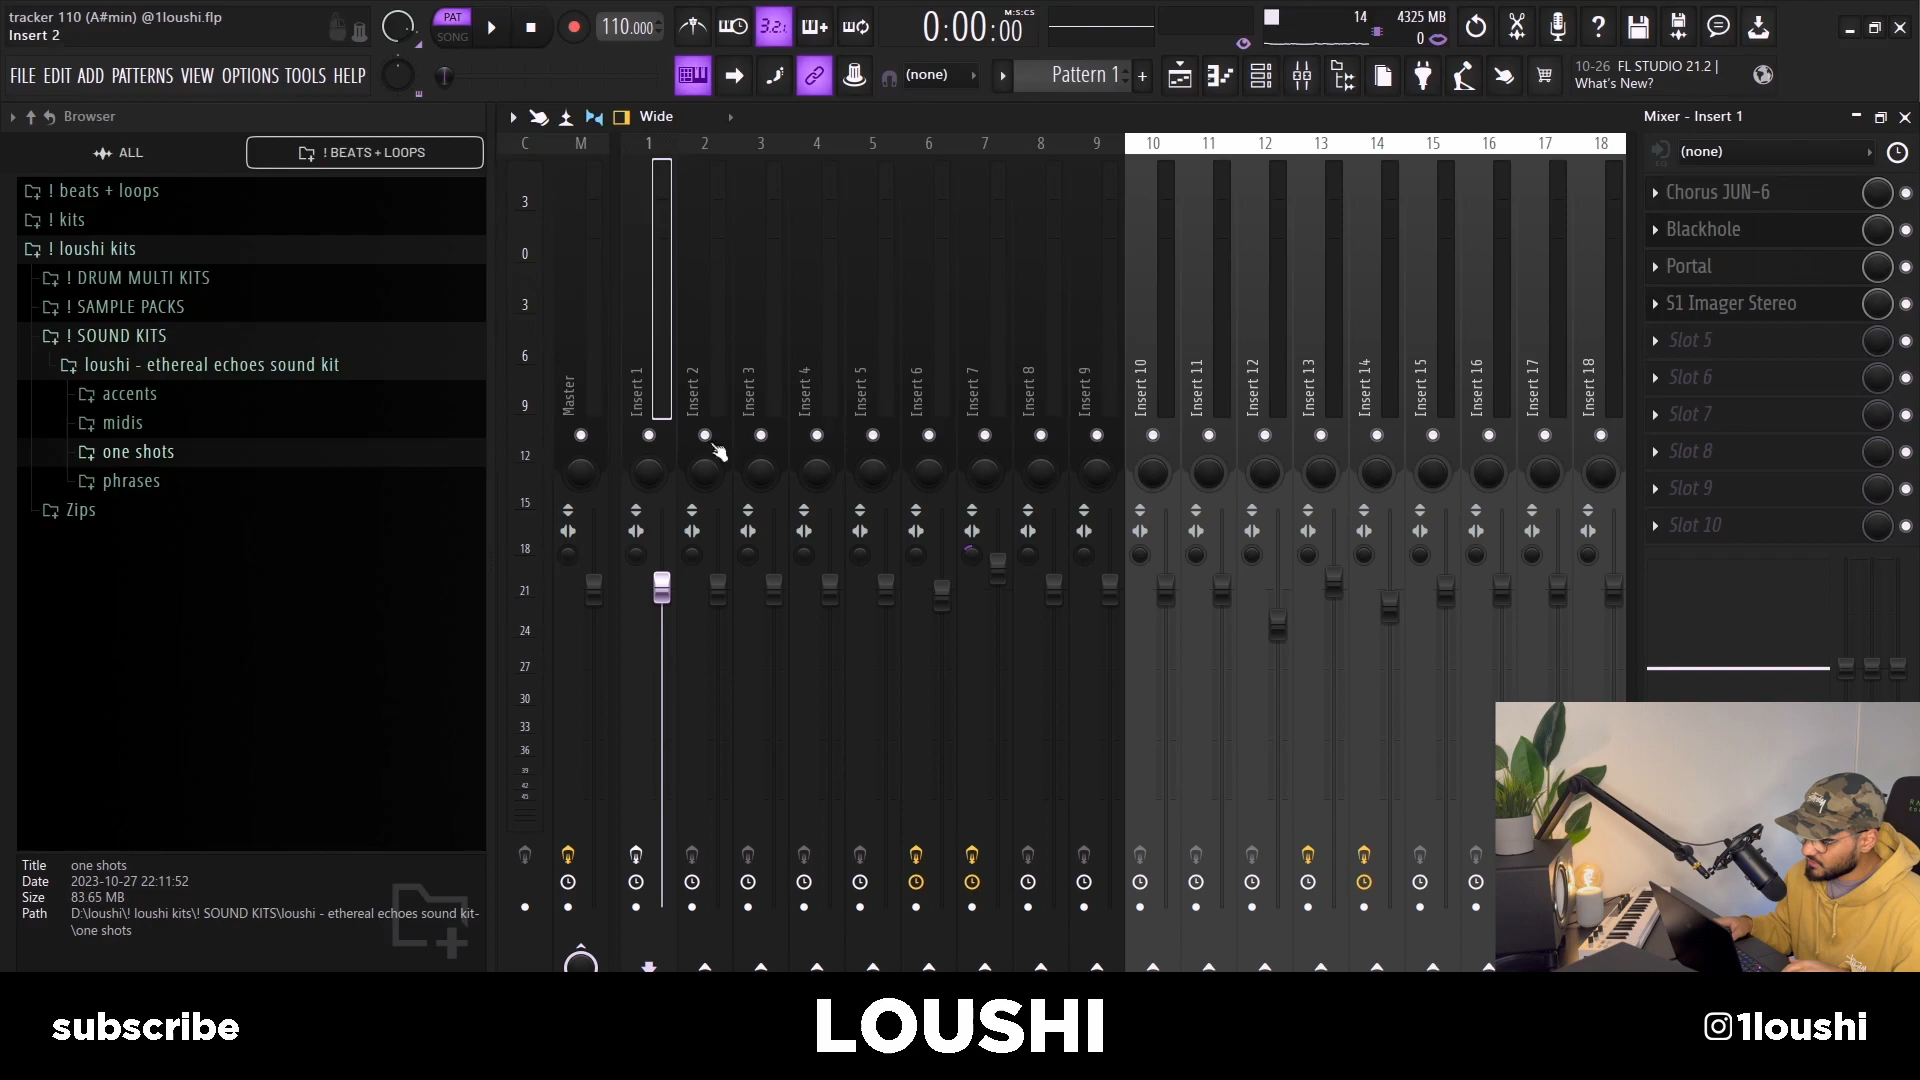 tracker 110 (A#min) @1loushi.flp
Insert 2
PAT
SONG
110.000
3.2.
0:00:00
M:S:CS
14
4325 MB
0
FILE EDIT ADD PATTERNS VIEW OPTIONS TOOLS HELP
(none)
Pattern 1
10-26 FL STUDIO 21.2 |
What's New?
Browser
ALL
! BEATS + LOOPS
! beats + loops
! kits
! loushi kits
! DRUM MULTI KITS
! SAMPLE PACKS
! SOUND KITS
loushi - ethereal echoes sound kit
accents
midis
one shots
phrases
Zips
Title one shots
Date 2023-10-27 22:11:52
Size 83.65 MB
Path D:\loushi\! loushi kits\! SOUND KITS\loushi - ethereal echoes sound kit-
\one shots
Wide
C M 1 2 3 4 5 6 7 8 9 10 11 12 13 14 15 16 17 18
3
0
3
6
9
12
15
18
21
24
27
30
33
36
39
42
45
Master
Insert 1
Insert 2
Insert 3
Insert 4
Insert 5
Insert 6
Insert 7
Insert 8
Insert 9
Insert 10
Insert 11
Insert 12
Insert 13
Insert 14
Insert 15
Insert 16
Insert 17
Insert 18
Mixer - Insert 1
(none)
Chorus JUN-6
Blackhole
Portal
S1 Imager Stereo
Slot 5
Slot 6
Slot 7
Slot 8
Slot 9
Slot 10
subscribe
LOUSHI
1loushi